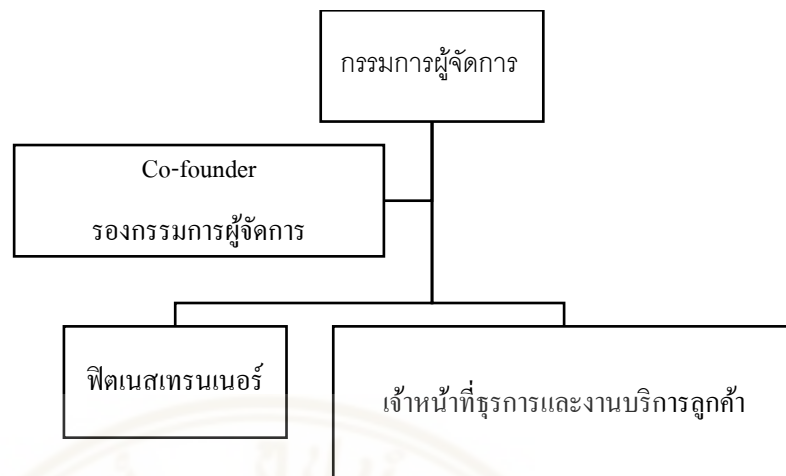 กรรมการผู้จัดการ
Co-founder
รองกรรมการผู้จัดการ
ฟิตเนสเทรนเนอร์
เจ้าหน้าที่ธุรการและงานบริการลูกค้า